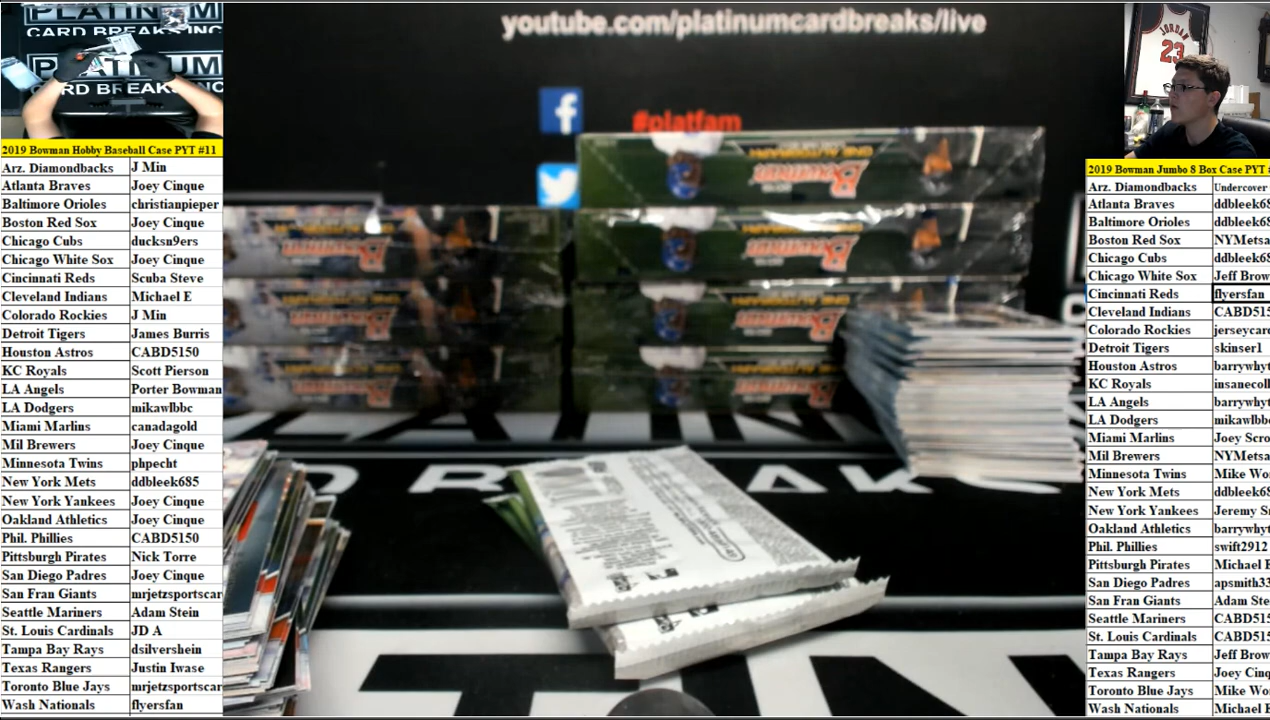 youtube.com/platinumcardbreaks/live
#platfam
PLATINUM
CARD BREAKS INC
PLATINUM
CARD BREAKS INC
JORDAN
23
2019 Bowman Hobby Baseball Case PYT #11
Arz. Diamondbacks J Min
Atlanta Braves Joey Cinque
Baltimore Orioles christianpieper
Boston Red Sox Joey Cinque
Chicago Cubs ducksn9ers
Chicago White Sox Joey Cinque
Cincinnati Reds Scuba Steve
Cleveland Indians Michael E
Colorado Rockies J Min
Detroit Tigers James Burris
Houston Astros CABD5150
KC Royals Scott Pierson
LA Angels Porter Bowman
LA Dodgers mikawlbbc
Miami Marlins canadagold
Mil Brewers Joey Cinque
Minnesota Twins phpecht
New York Mets ddbleek685
New York Yankees Joey Cinque
Oakland Athletics Joey Cinque
Phil. Phillies CABD5150
Pittsburgh Pirates Nick Torre
San Diego Padres Joey Cinque
San Fran Giants mrjetzsportscar
Seattle Mariners Adam Stein
St. Louis Cardinals JD A
Tampa Bay Rays dsilvershein
Texas Rangers Justin Iwase
Toronto Blue Jays mrjetzsportscar
Wash Nationals flyersfan
ONE AUTOGRAPH
Bowman
Bowman
Bowman
Bowman
Bowman
Bowman
Bowman
2019 Bowman Jumbo 8 Box Case PYT #
Arz. Diamondbacks Undercover
Atlanta Braves ddbleek68
Baltimore Orioles ddbleek68
Boston Red Sox NYMetsa
Chicago Cubs ddbleek68
Chicago White Sox Jeff Brow
Cincinnati Reds flyersfan
Cleveland Indians CABD515
Colorado Rockies jerseycard
Detroit Tigers skinser1
Houston Astros barrywhyt
KC Royals insanecoll
LA Angels barrywhyt
LA Dodgers mikawlbbc
Miami Marlins Joey Scro
Mil Brewers NYMetsa
Minnesota Twins Mike Wo
New York Mets ddbleek68
New York Yankees Jeremy S
Oakland Athletics barrywhyt
Phil. Phillies swift2912
Pittsburgh Pirates Michael E
San Diego Padres apsmith33
San Fran Giants Adam Ste
Seattle Mariners CABD515
St. Louis Cardinals CABD515
Tampa Bay Rays Jeff Brow
Texas Rangers Joey Cinq
Toronto Blue Jays Mike Wo
Wash Nationals Michael E